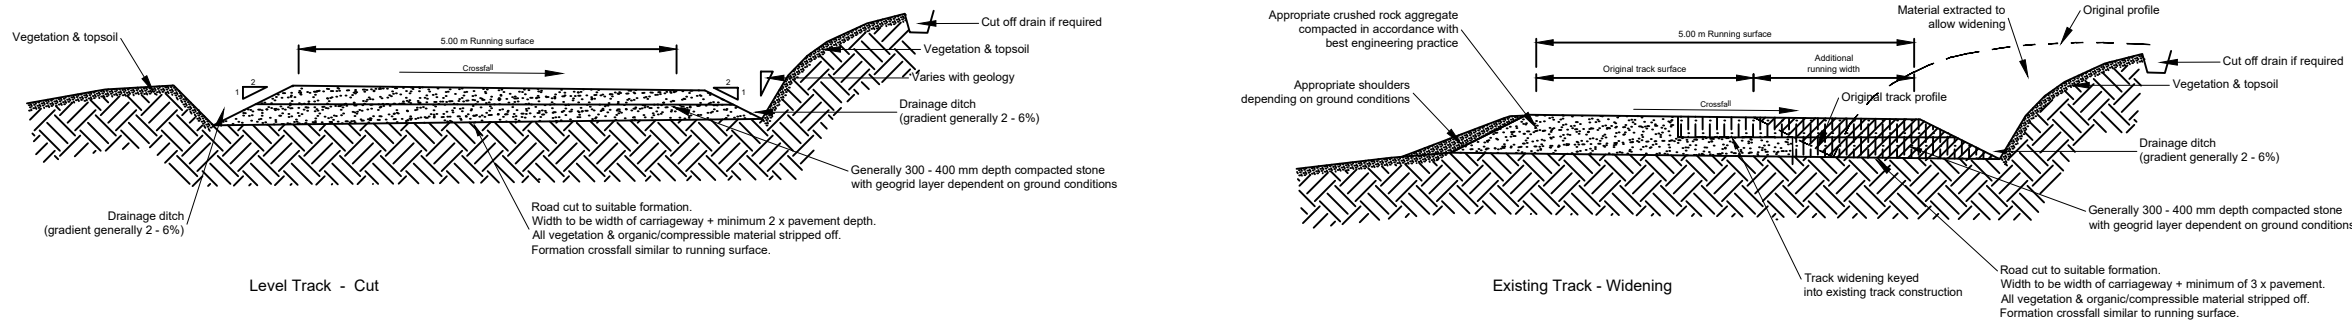 Vegetation & topsoil
5.00 m Running surface
Crossfall
2
1
2
1
Cut off drain if required
Vegetation & topsoil
Varies with geology
Drainage ditch
(gradient generally 2 - 6%)
Generally 300 - 400 mm depth compacted stone
with geogrid layer dependent on ground conditions
Road cut to suitable formation.
Width to be width of carriageway + minimum 2 x pavement depth.
All vegetation & organic/compressible material stripped off.
Formation crossfall similar to running surface.
Drainage ditch
(gradient generally 2 - 6%)
Level Track - Cut
Appropriate crushed rock aggregate
compacted in accordance with
best engineering practice
Appropriate shoulders
depending on ground conditions
5.00 m Running surface
Original track surface
Additional
running width
Crossfall
Original track profile
Material extracted to
allow widening
Original profile
Cut off drain if required
Vegetation & topsoil
Drainage ditch
(gradient generally 2 - 6%)
Generally 300 - 400 mm depth compacted stone
with geogrid layer dependent on ground conditions
Track widening keyed
into existing track construction
Road cut to suitable formation.
Width to be width of carriageway + minimum of 3 x pavement.
All vegetation & organic/compressible material stripped off.
Formation crossfall similar to running surface.
Existing Track - Widening